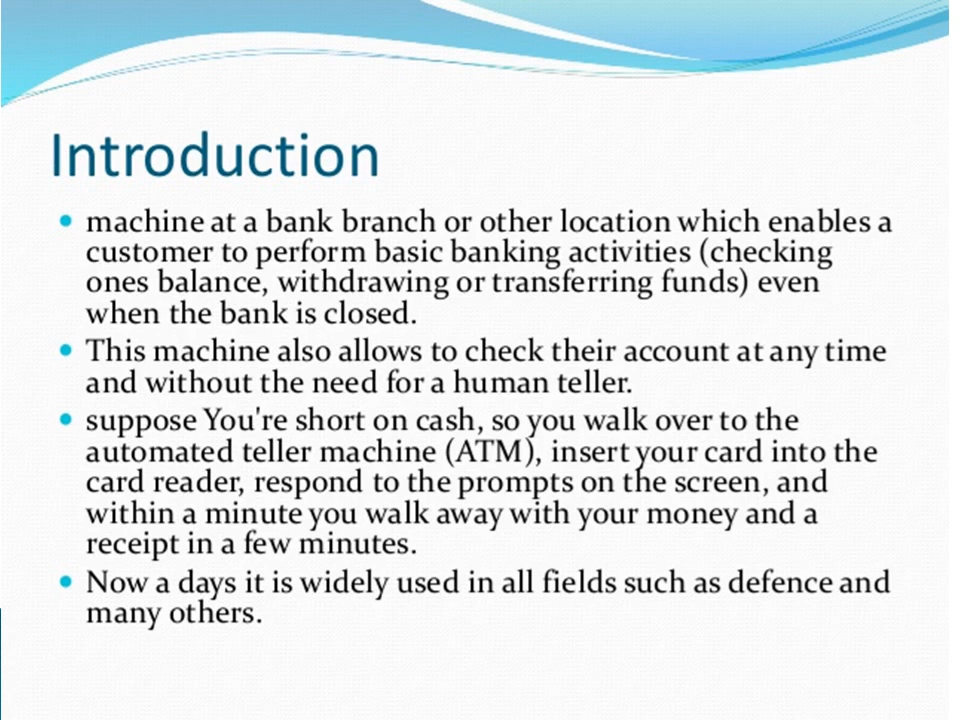 Introduction
• machine at a bank branch or other location which enables a
customer to perform basic banking activities (checking
ones balance, withdrawing or transferring funds) even
when the bank is closed.
• This machine also allows to check their account at any time
and without the need for a human teller.
• suppose You're short on cash, so you walk over to the
automated teller machine (ATM), insert your card into the
card reader, respond to the prompts on the screen, and
within a minute you walk away with your money and a
receipt in a few minutes.
• Now a days it is widely used in all fields such as defence and
many others.